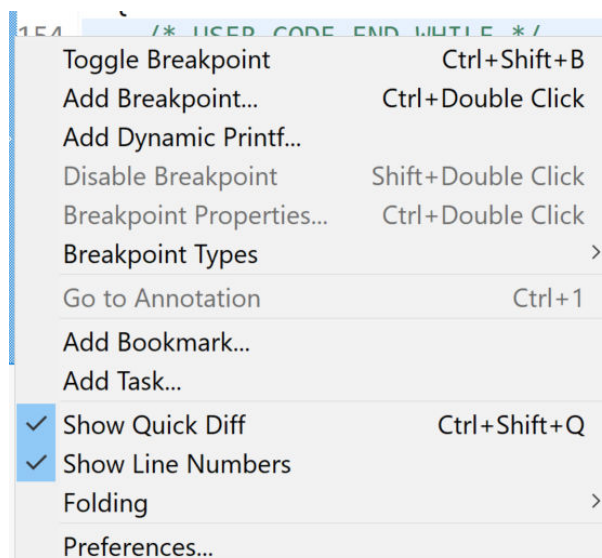 154 /* USER CODE END WHILE */
Toggle Breakpoint Ctrl+Shift+B
Add Breakpoint... Ctrl+Double Click
Add Dynamic Printf...
Disable Breakpoint Shift+Double Click
Breakpoint Properties... Ctrl+Double Click
Breakpoint Types
Go to Annotation Ctrl+1
Add Bookmark...
Add Task...
Show Quick Diff Ctrl+Shift+Q
Show Line Numbers
Folding
Preferences...